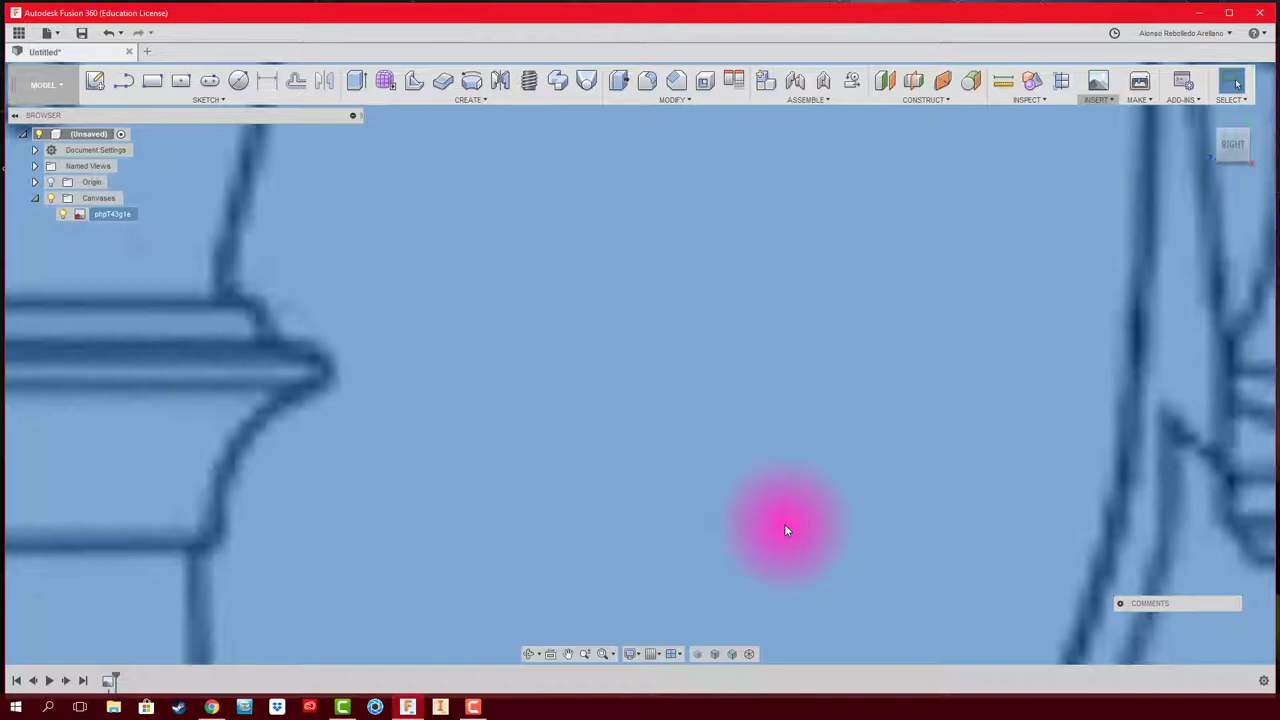 Autodesk Fusion 360 (Education License)
Alonso Rebolledo Arellano
Untitled*
MODEL
SKETCH
CREATE
MODIFY
ASSEMBLE
CONSTRUCT
INSPECT
INSERT
MAKE
ADD-INS
SELECT
BROWSER
(Unsaved)
RIGHT
Document Settings
Named Views
Origin
Canvases
phpT43g1e
COMMENTS